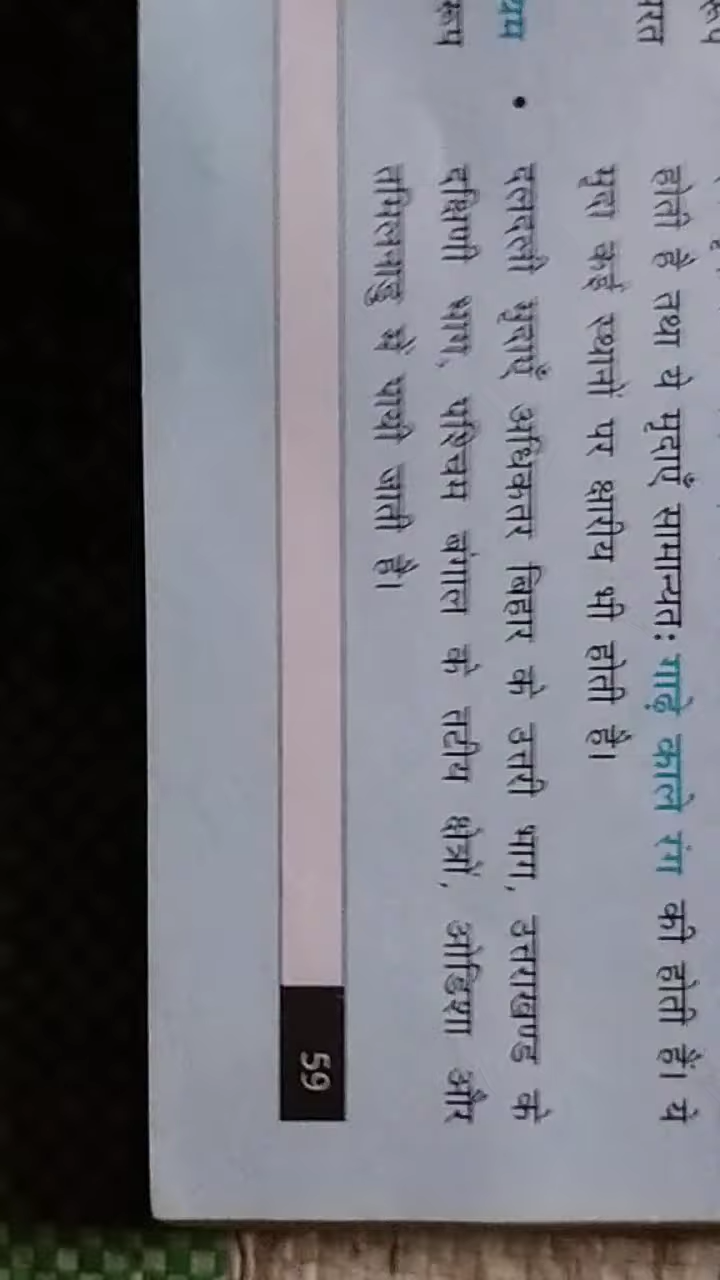 होती है तथा ये मृदाएँ सामान्यतः गाढ़े काले रंग की होती हैं। ये
मृदा कई स्थानों पर क्षारीय भी होती है।
• दलदली मृदाएँ अधिकतर बिहार के उत्तरी भाग, उत्तराखण्ड के
दक्षिणी भाग, पश्चिम बंगाल के तटीय क्षेत्रों, ओडिशा और
तमिलनाडु में पायी जाती हैं।
59